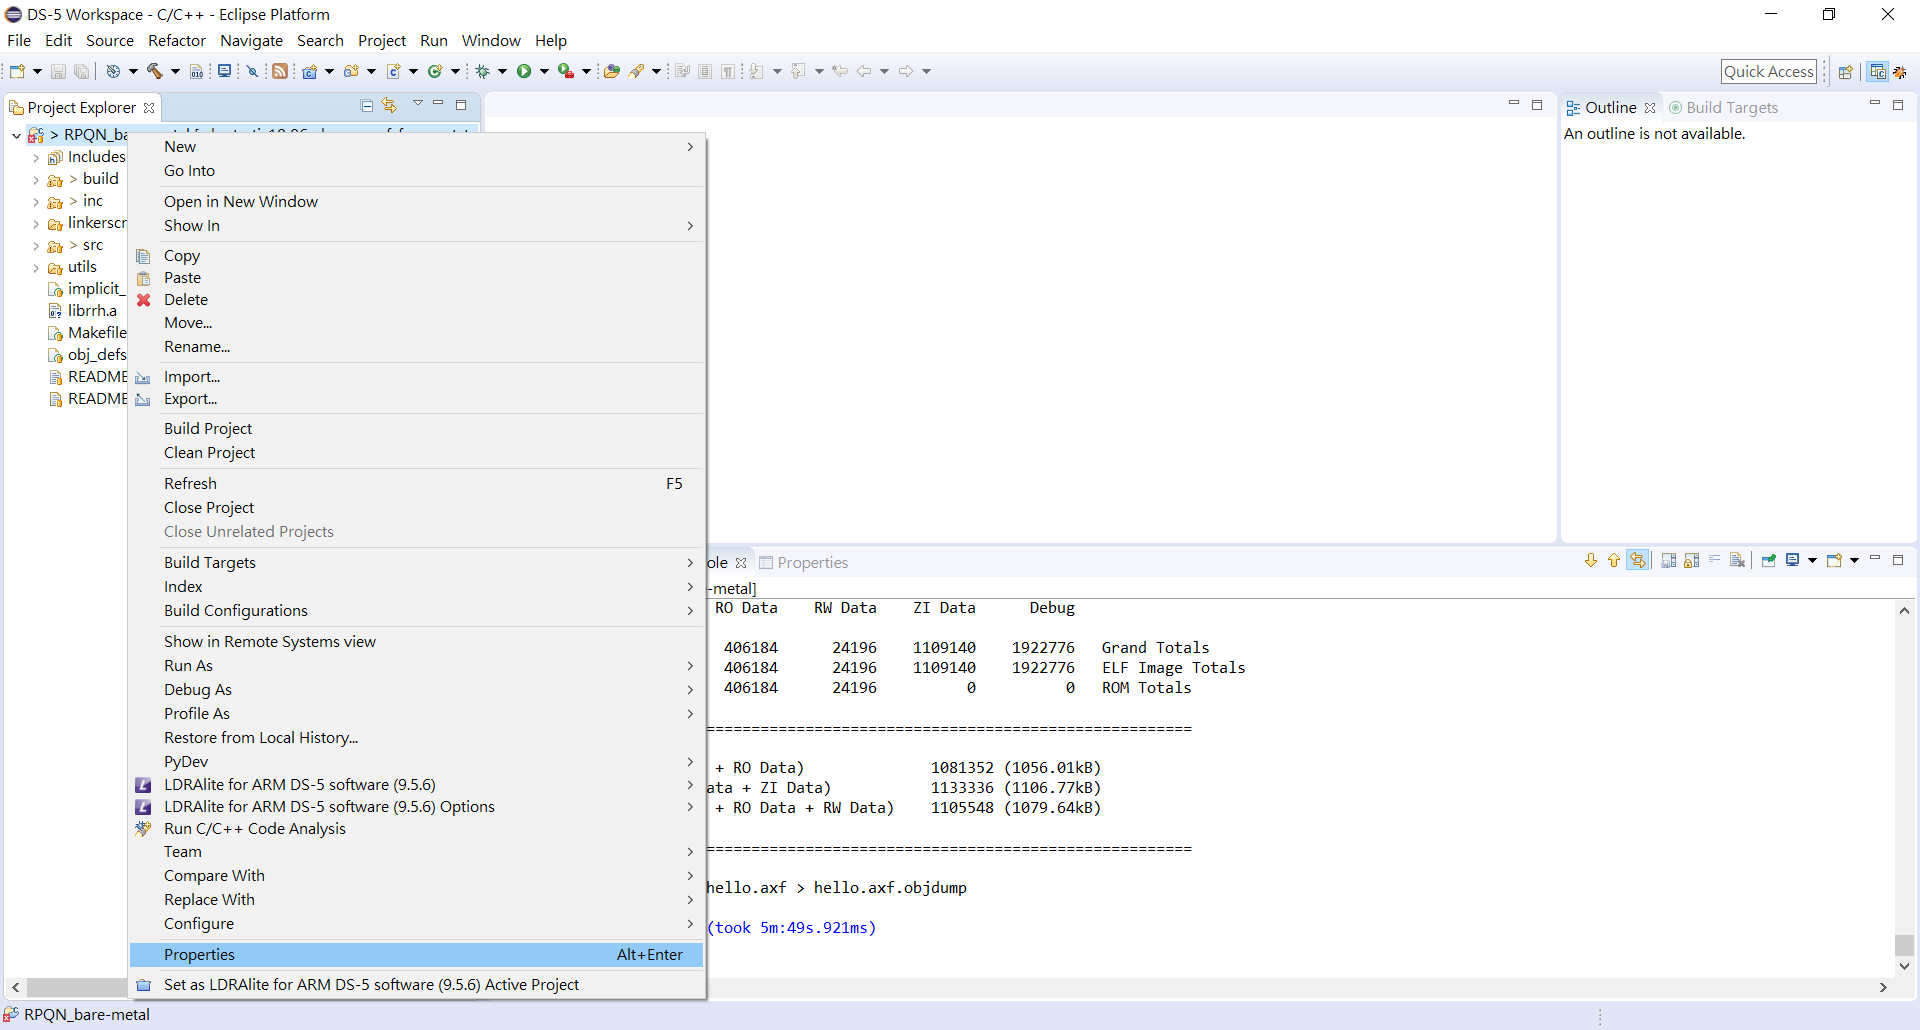 DS-5 Workspace - C/C++ - Eclipse Platform
File Edit Source Refactor Navigate Search Project Run Window Help
Quick Access
Project Explorer
> RPQN_ba
Includes
> build
> inc
linkerscr
> src
utils
implicit_
librrh.a
Makefile
obj_defs
README
README
New
Go Into
Open in New Window
Show In
Copy
Paste
Delete
Move...
Rename...
Import...
Export...
Build Project
Clean Project
Refresh F5
Close Project
Close Unrelated Projects
Build Targets
Index
Build Configurations
Show in Remote Systems view
Run As
Debug As
Profile As
Restore from Local History...
PyDev
LDRAlite for ARM DS-5 software (9.5.6)
LDRAlite for ARM DS-5 software (9.5.6) Options
Run C/C++ Code Analysis
Team
Compare With
Replace With
Configure
Properties Alt+Enter
Set as LDRAlite for ARM DS-5 software (9.5.6) Active Project
Outline Build Targets
An outline is not available.
ole Properties
-metal]
RO Data RW Data ZI Data Debug
406184 24196 1109140 1922776 Grand Totals
406184 24196 1109140 1922776 ELF Image Totals
406184 24196 0 0 ROM Totals
======================================================
+ RO Data) 1081352 (1056.01kB)
ata + ZI Data) 1133336 (1106.77kB)
+ RO Data + RW Data) 1105548 (1079.64kB)
======================================================
hello.axf > hello.axf.objdump
(took 5m:49s.921ms)
RPQN_bare-metal